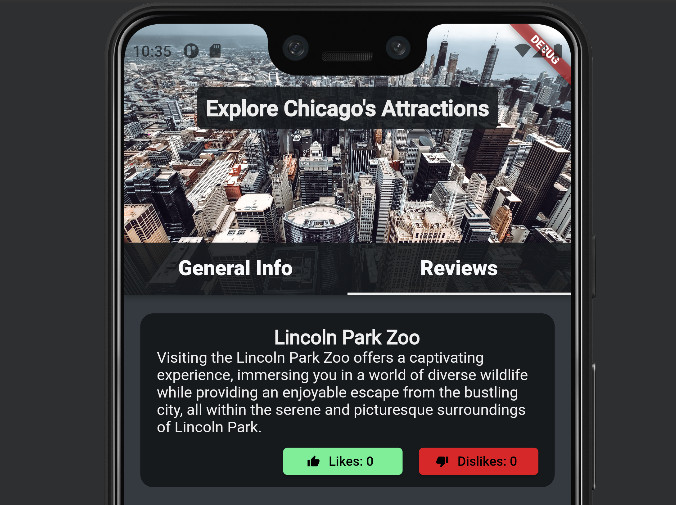 10:35
DEBUG
Explore Chicago's Attractions
General Info
Reviews
Lincoln Park Zoo
Visiting the Lincoln Park Zoo offers a captivating
experience, immersing you in a world of diverse wildlife
while providing an enjoyable escape from the bustling
city, all within the serene and picturesque surroundings
of Lincoln Park.
Likes: 0
Dislikes: 0